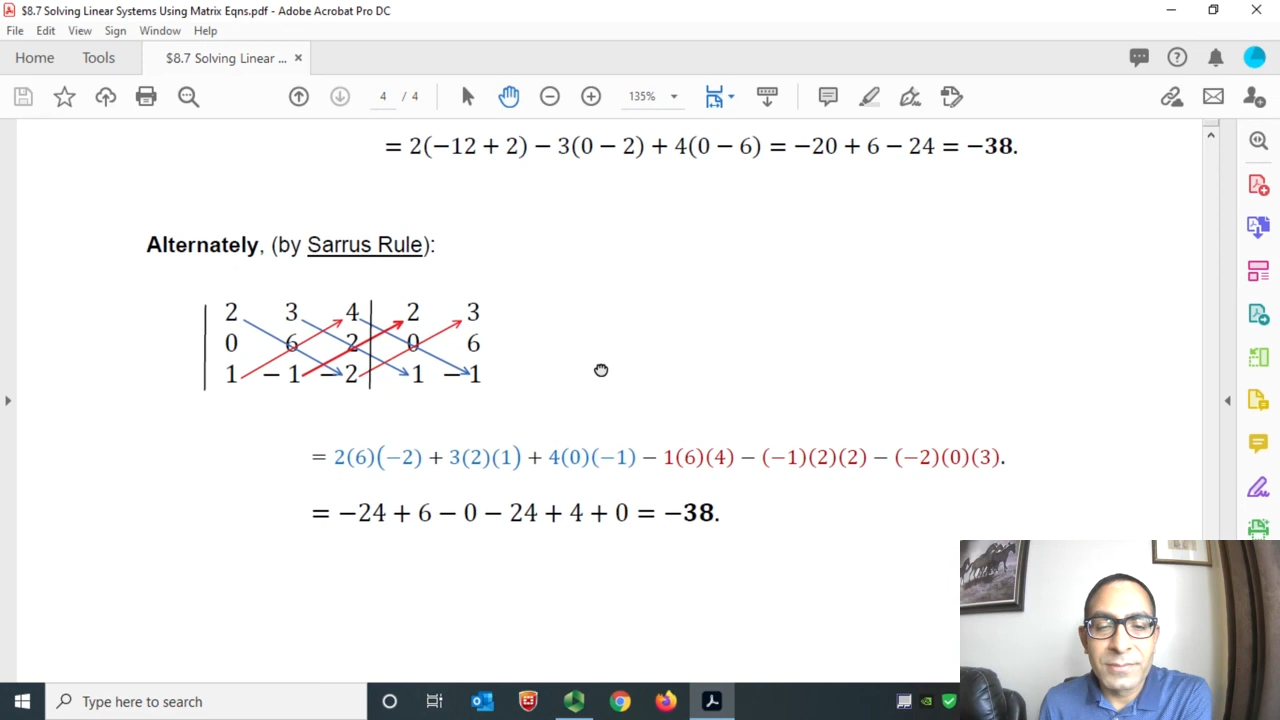 $8.7 Solving Linear Systems Using Matrix Eqns.pdf - Adobe Acrobat Pro DC
File Edit View Sign Window Help
Home Tools $8.7 Solving Linear ... ×
4 / 4 135%
= 2(−12 + 2) − 3(0 − 2) + 4(0 − 6) = −20 + 6 − 24 = −38.
Alternately, (by Sarrus Rule):
2 3 4 2 3
0 6 2 0 6
1 − 1 − 2 1 − 1
= 2(6)(−2) + 3(2)(1) + 4(0)(−1) − 1(6)(4) − (−1)(2)(2) − (−2)(0)(3).
= −24 + 6 − 0 − 24 + 4 + 0 = −38.
Type here to search